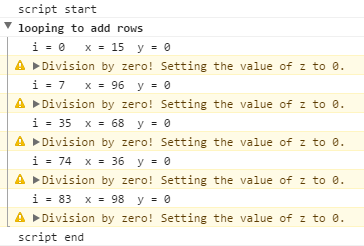 script start
looping to add rows
i = 0   x = 15  y = 0
Division by zero! Setting the value of z to 0.
i = 7   x = 96  y = 0
Division by zero! Setting the value of z to 0.
i = 35  x = 68  y = 0
Division by zero! Setting the value of z to 0.
i = 74  x = 36  y = 0
Division by zero! Setting the value of z to 0.
i = 83  x = 98  y = 0
Division by zero! Setting the value of z to 0.
script end